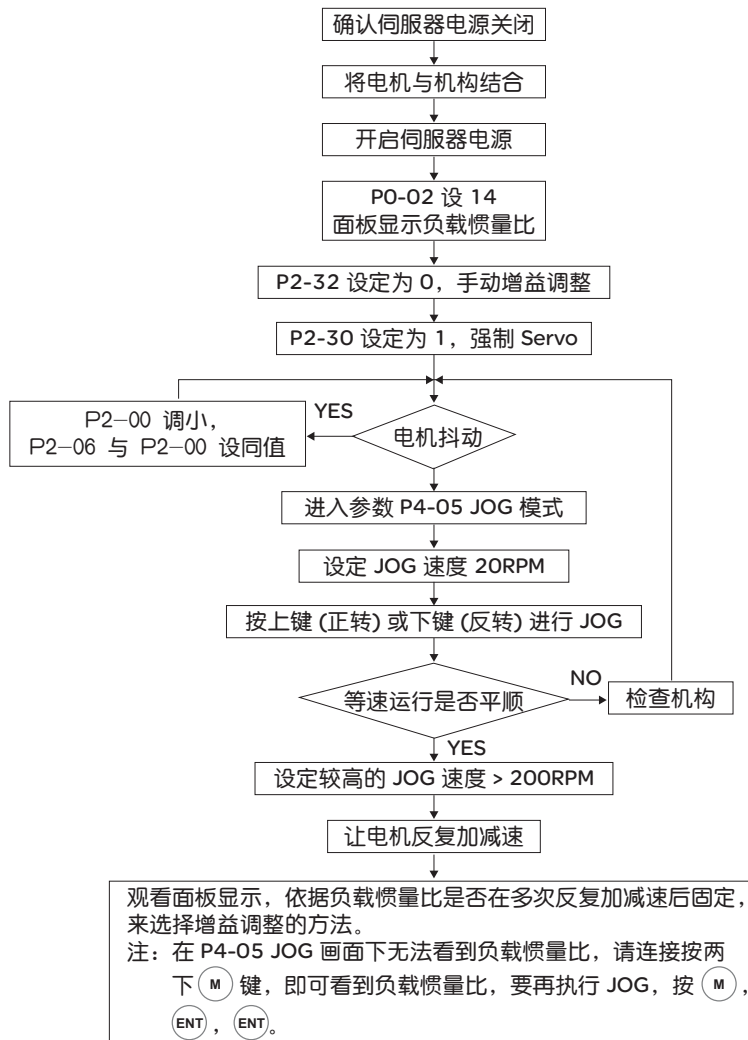 确认伺服器电源关闭
将电机与机构结合
开启伺服器电源
P0-02 设 14
面板显示负载惯量比
P2-32 设定为 0，手动增益调整
P2-30 设定为 1，强制 Servo
P2-00 调小，
P2-06 与 P2-00 设同值
YES
电机抖动
进入参数 P4-05 JOG 模式
设定 JOG 速度 20RPM
按上键 (正转) 或下键 (反转) 进行 JOG
等速运行是否平顺
NO
检查机构
YES
设定较高的 JOG 速度 > 200RPM
让电机反复加减速
观看面板显示，依据负载惯量比是否在多次反复加减速后固定，
来选择增益调整的方法。
注：在 P4-05 JOG 画面下无法看到负载惯量比，请连接按两
下 M 键，即可看到负载惯量比，要再执行 JOG，按 M，
ENT，ENT。